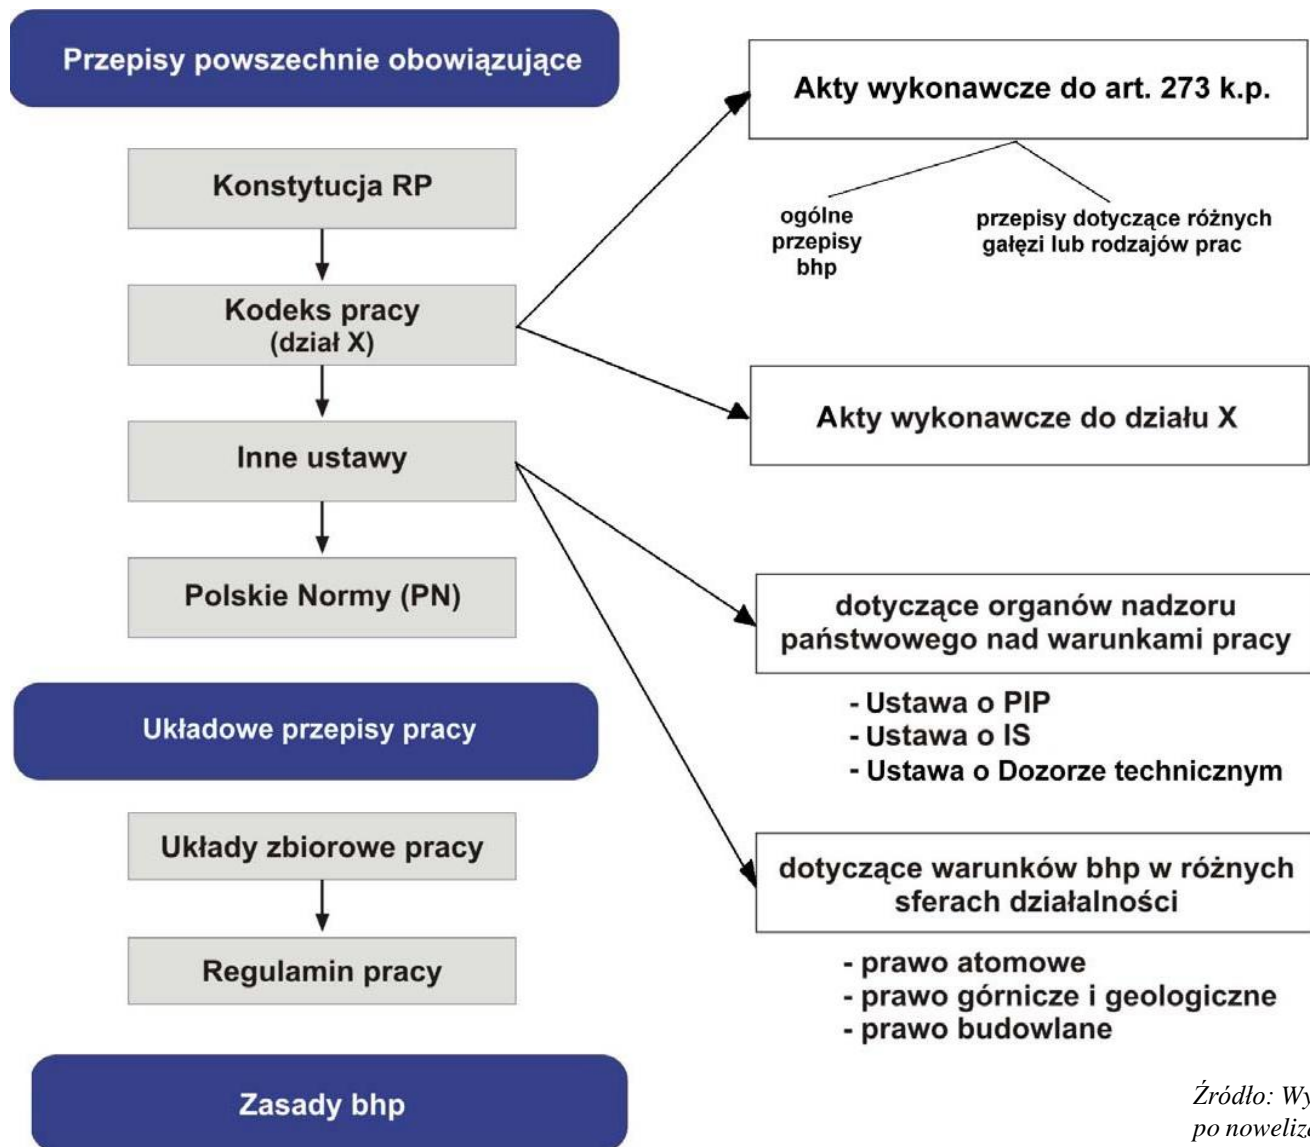 Przepisy powszechnie obowiązujące
Konstytucja RP
Kodeks pracy
(dział X)
Inne ustawy
Polskie Normy (PN)
Układowe przepisy pracy
Układy zbiorowe pracy
Regulamin pracy
Zasady bhp
Akty wykonawcze do art. 273 k.p.
ogólne
przepisy
bhp
przepisy dotyczące różnych
gałęzi lub rodzajów prac
Akty wykonawcze do działu X
dotyczące organów nadzoru
państwowego nad warunkami pracy
- Ustawa o PIP
- Ustawa o IS
- Ustawa o Dozorze technicznym
dotyczące warunków bhp w różnych
sferach działalności
- prawo atomowe
- prawo górnicze i geologiczne
- prawo budowlane
Źródło:
po